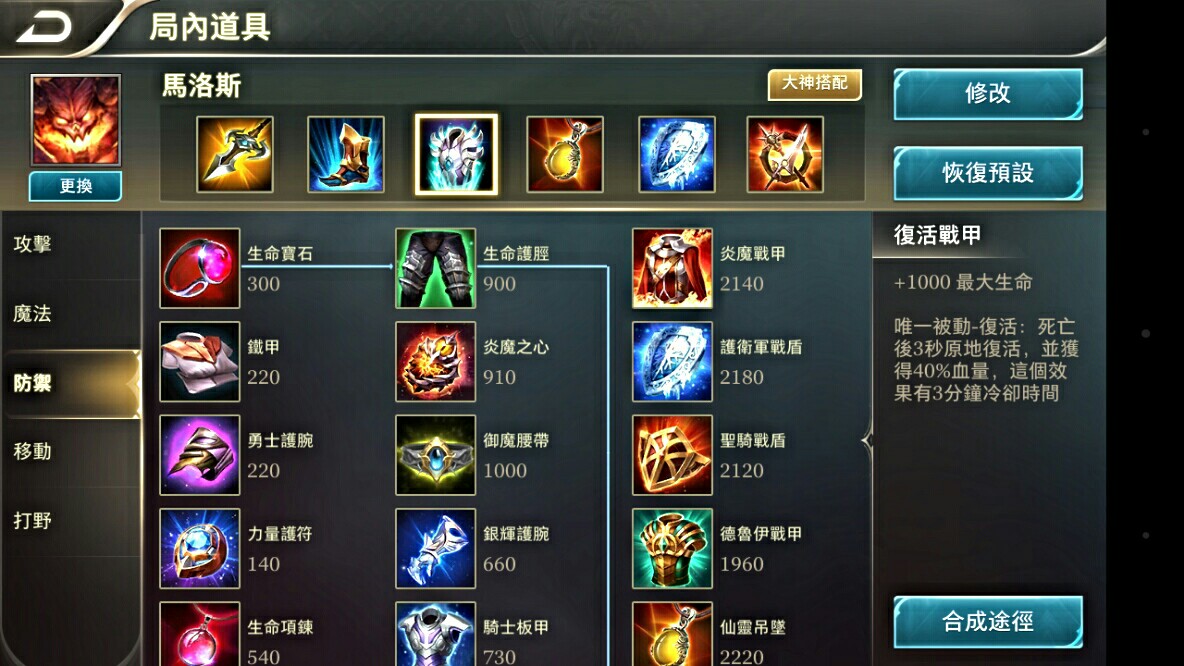 局內道具
馬洛斯
大神搭配
修改
更換
恢復預設
攻擊
魔法
防禦
移動
打野
生命寶石
300
生命護脛
900
炎魔戰甲
2140
鐵甲
220
炎魔之心
910
護衛軍戰盾
2180
勇士護腕
220
御魔腰帶
1000
聖騎戰盾
2120
力量護符
140
銀輝護腕
660
德魯伊戰甲
1960
生命項鍊
540
騎士板甲
730
仙靈吊墜
2220
復活戰甲
+1000 最大生命
唯一被動-復活：死亡
後3秒原地復活，並獲
得40%血量，這個效
果有3分鐘冷卻時間
合成途徑